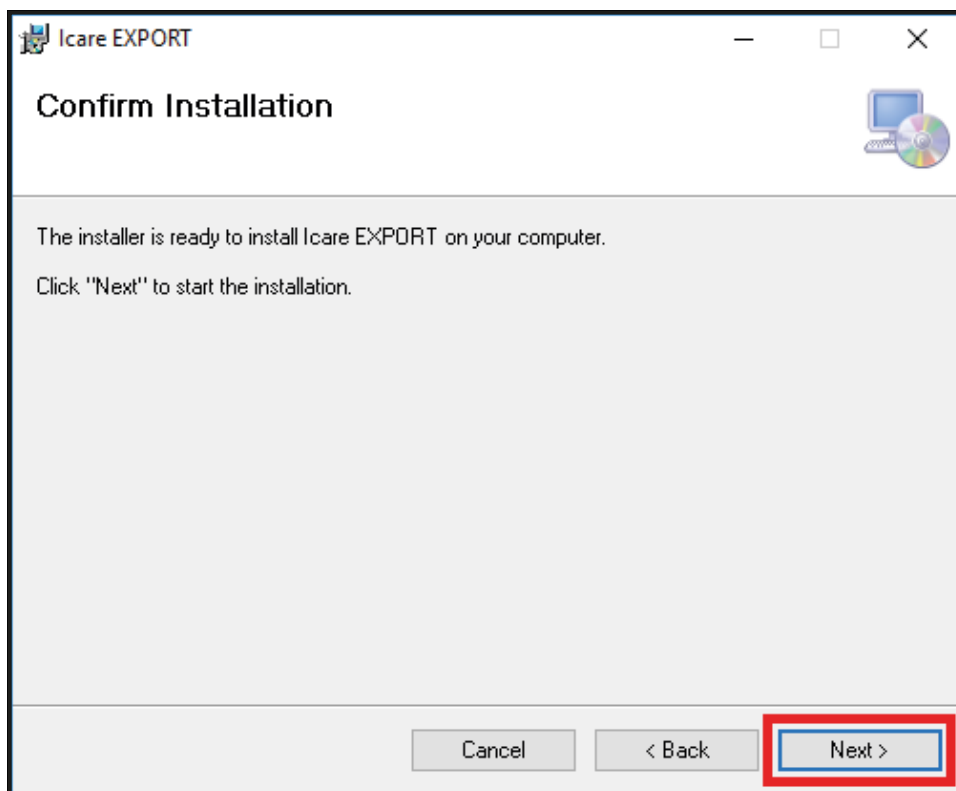 Icare EXPORT
Confirm Installation
The installer is ready to install Icare EXPORT on your computer.
Click "Next" to start the installation.
Cancel
< Back
Next >